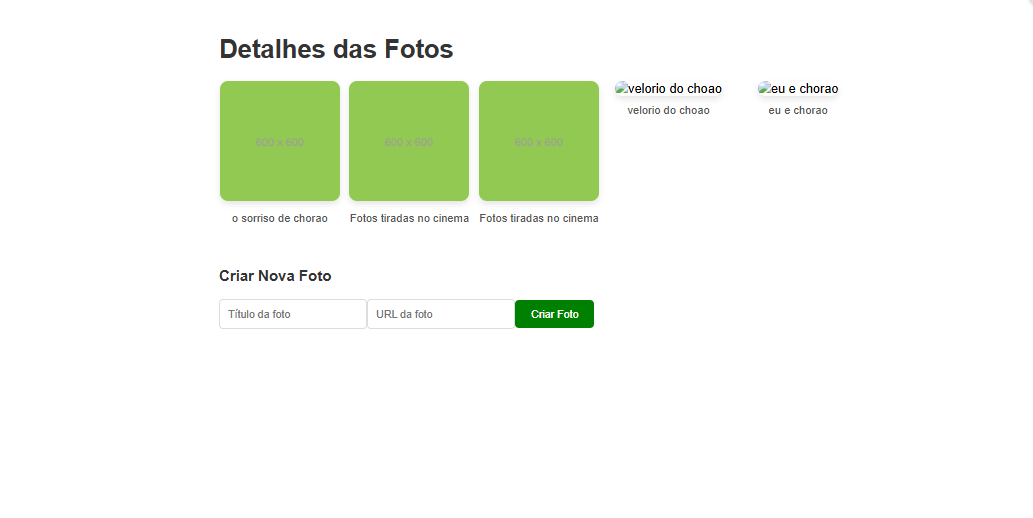 Detalhes das Fotos
600 x 600
600 x 600
600 x 600
velorio do choao
eu e chorao
velorio do choao
eu e chorao
o sorriso de chorao
Fotos tiradas no cinema
Fotos tiradas no cinema
Criar Nova Foto
Título da foto
URL da foto
Criar Foto